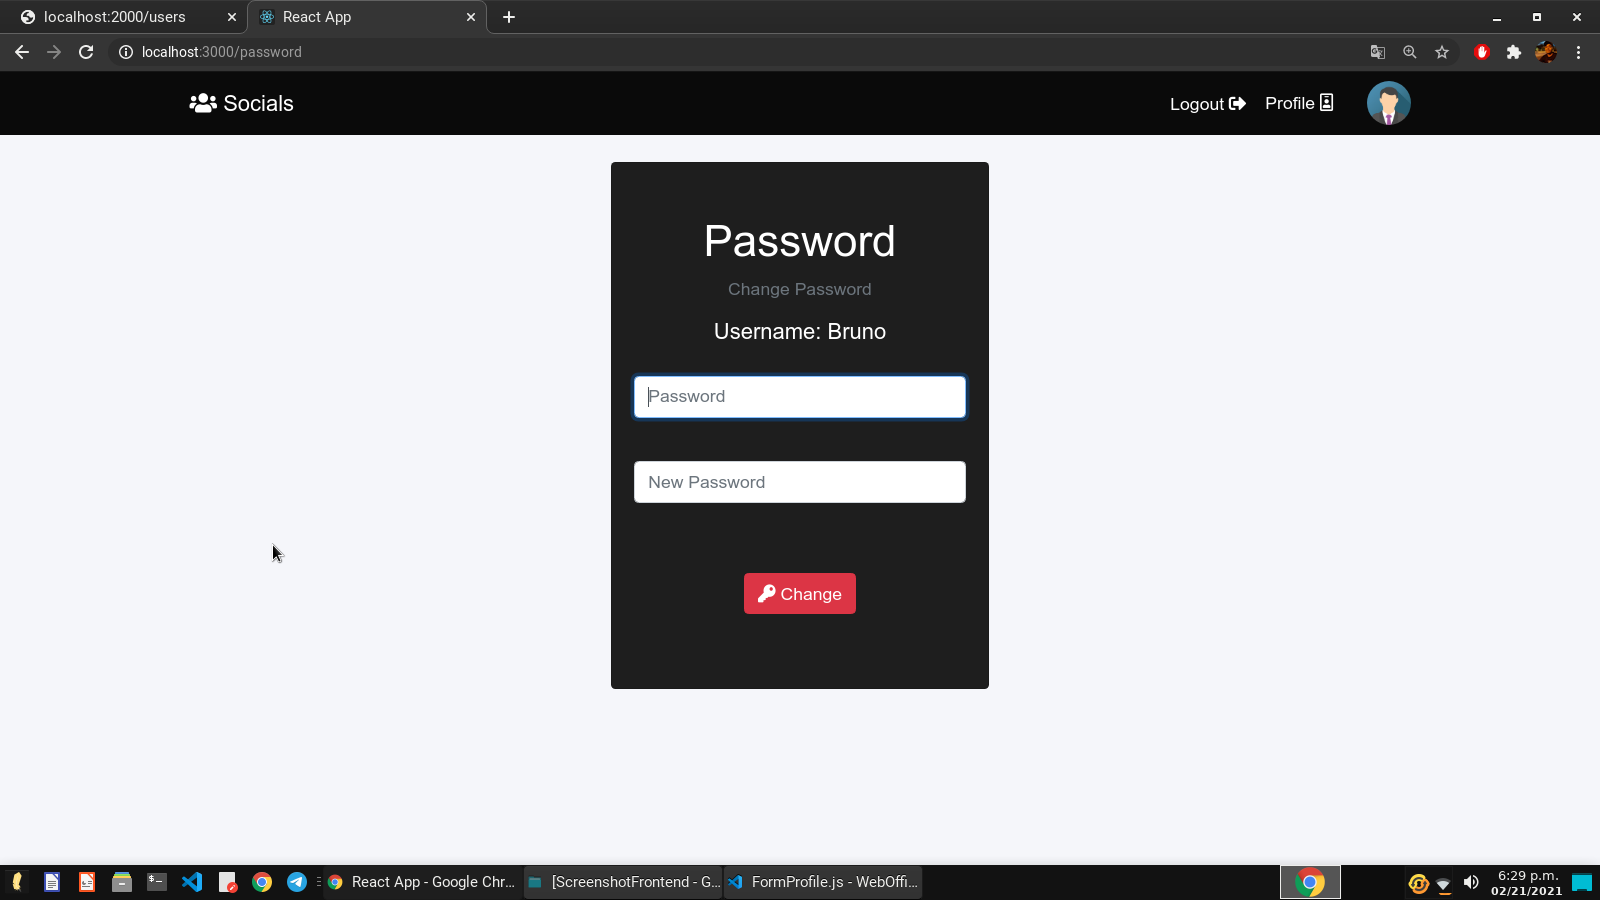 localhost:2000/users
React App
localhost:3000/password
Socials
Logout
Profile
Password
Change Password
Username: Bruno
Password
New Password
Change
React App - Google Chr...
[ScreenshotFrontend - G...
FormProfile.js - WebOffi...
6:29 p.m.
02/21/2021